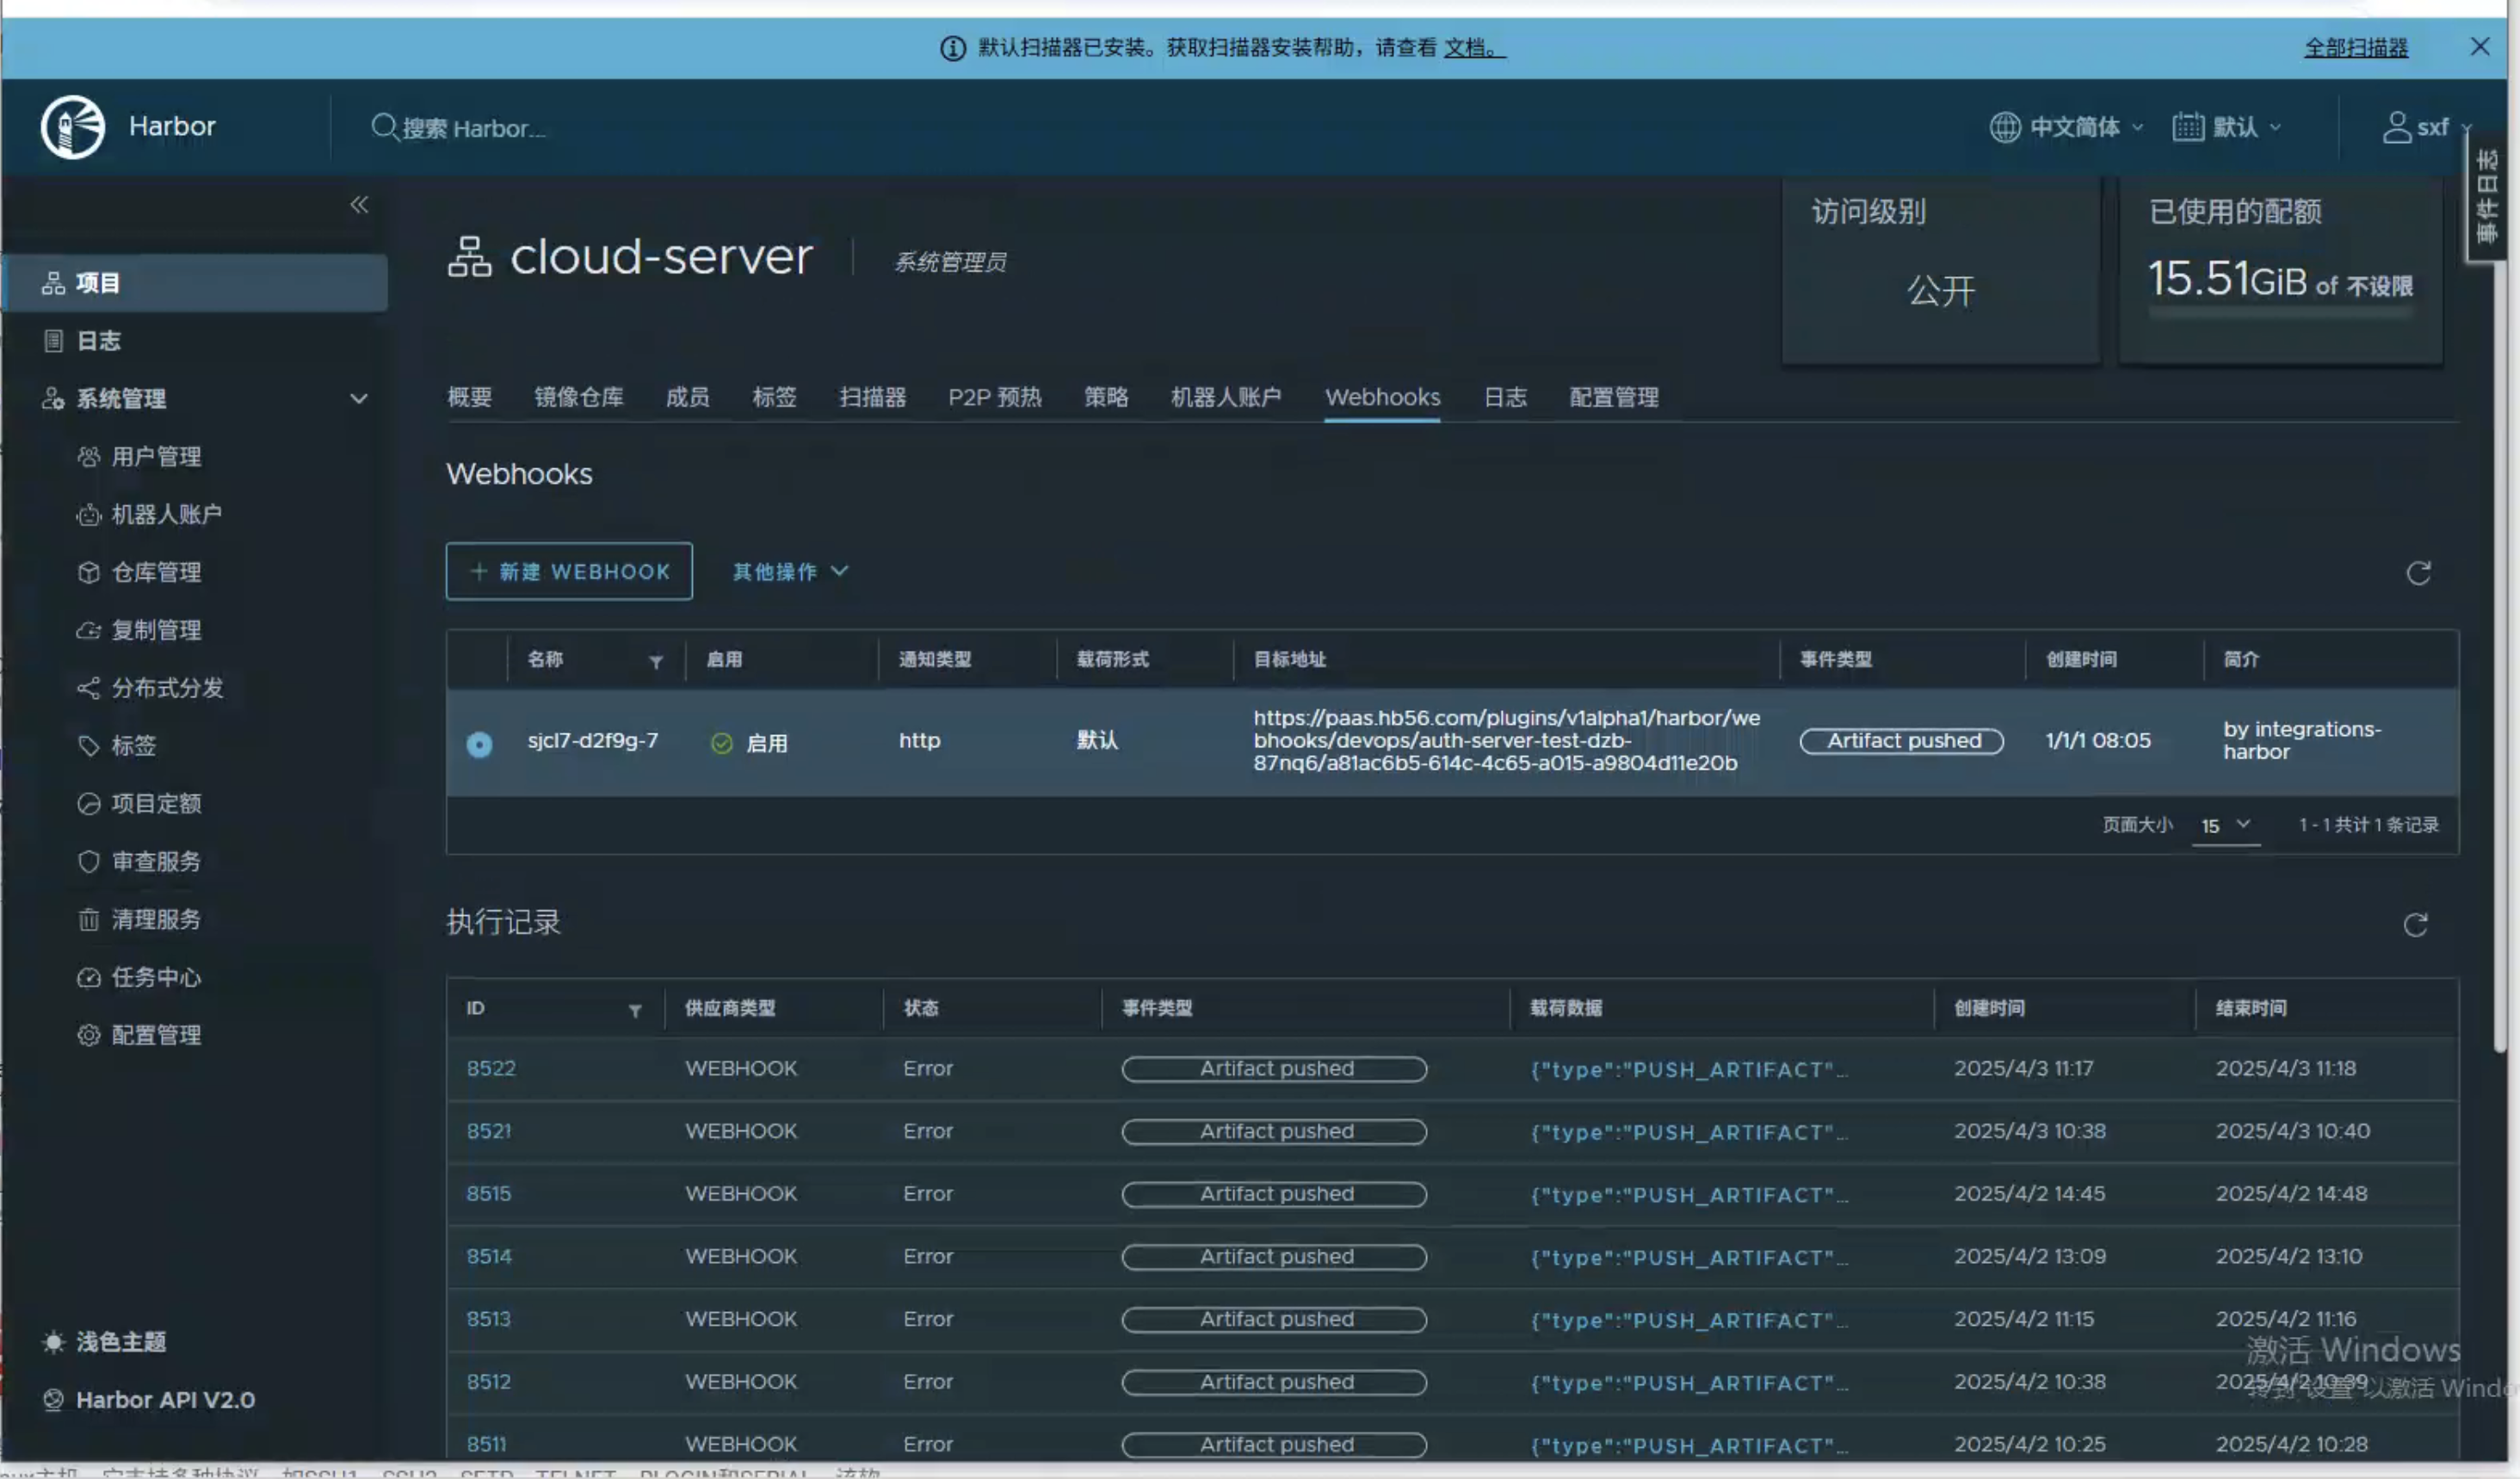 默认扫描器已安装。获取扫描器安装帮助，请查看 文档。 全部扫描器
Harbor 搜索 Harbor... 中文简体 默认 sxf
事件日志
项目
日志
系统管理
用户管理
机器人账户
仓库管理
复制管理
分布式分发
标签
项目定额
审查服务
清理服务
任务中心
配置管理
浅色主题
Harbor API V2.0
cloud-server 系统管理员
访问级别
公开
已使用的配额
15.51GiB of 不设限
概要 镜像仓库 成员 标签 扫描器 P2P 预热 策略 机器人账户 Webhooks 日志 配置管理
Webhooks
新建 WEBHOOK 其他操作
名称 启用 通知类型 载荷形式 目标地址 事件类型 创建时间 简介
sjcl7-d2f9g-7 启用 http 默认 https://paas.hb56.com/plugins/v1alpha1/harbor/we
bhooks/devops/auth-server-test-dzb-
87nq6/a81ac6b5-614c-4c65-a015-a9804d11e20b
Artifact pushed 1/1/1 08:05 by integrations-
harbor
页面大小 15 1 - 1 共计 1 条记录
执行记录
ID 供应商类型 状态 事件类型 载荷数据 创建时间 结束时间
8522 WEBHOOK Error Artifact pushed {"type":"PUSH_ARTIFACT"... 2025/4/3 11:17 2025/4/3 11:18
8521 WEBHOOK Error Artifact pushed {"type":"PUSH_ARTIFACT"... 2025/4/3 10:38 2025/4/3 10:40
8515 WEBHOOK Error Artifact pushed {"type":"PUSH_ARTIFACT"... 2025/4/2 14:45 2025/4/2 14:48
8514 WEBHOOK Error Artifact pushed {"type":"PUSH_ARTIFACT"... 2025/4/2 13:09 2025/4/2 13:10
8513 WEBHOOK Error Artifact pushed {"type":"PUSH_ARTIFACT"... 2025/4/2 11:15 2025/4/2 11:16
激活 Windows
8512 WEBHOOK Error Artifact pushed {"type":"PUSH_ARTIFACT"... 2025/4/2 10:38 2025/4/2 10:39
转到"设置"以激活 Windo
8511 WEBHOOK Error Artifact pushed {"type":"PUSH_ARTIFACT"... 2025/4/2 10:25 2025/4/2 10:28